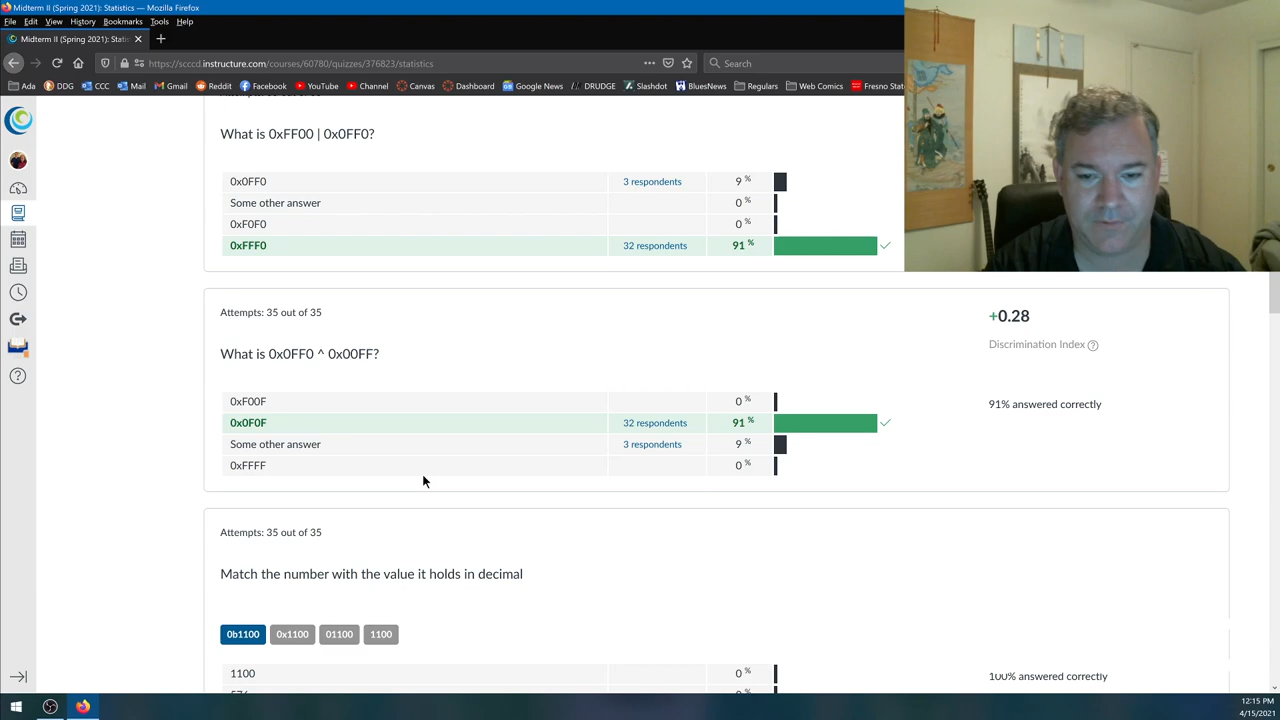 Midterm II (Spring 2021): Statistics — Mozilla Firefox
File Edit View History Bookmarks Tools Help
Midterm II (Spring 2021): Statis
https://scccd.instructure.com/courses/60780/quizzes/376823/statistics
Search
Ada DDG CCC Mail Gmail Reddit Facebook YouTube Channel Canvas Dashboard Google News DRUDGE Slashdot BluesNews Regulars Web Comics Fresno Sta
What is 0xFF00 | 0x0FF0?
0x0FF0 3 respondents 9 %
Some other answer 0 %
0xF0F0 0 %
0xFFF0 32 respondents 91 %
Attempts: 35 out of 35
+0.28
Discrimination Index
What is 0x0FF0 ^ 0x00FF?
0xF00F 0 %
91% answered correctly
0x0F0F 32 respondents 91 %
Some other answer 3 respondents 9 %
0xFFFF 0 %
Attempts: 35 out of 35
Match the number with the value it holds in decimal
0b1100 0x1100 01100 1100
1100 0 %
100% answered correctly
12:15 PM
4/15/2021